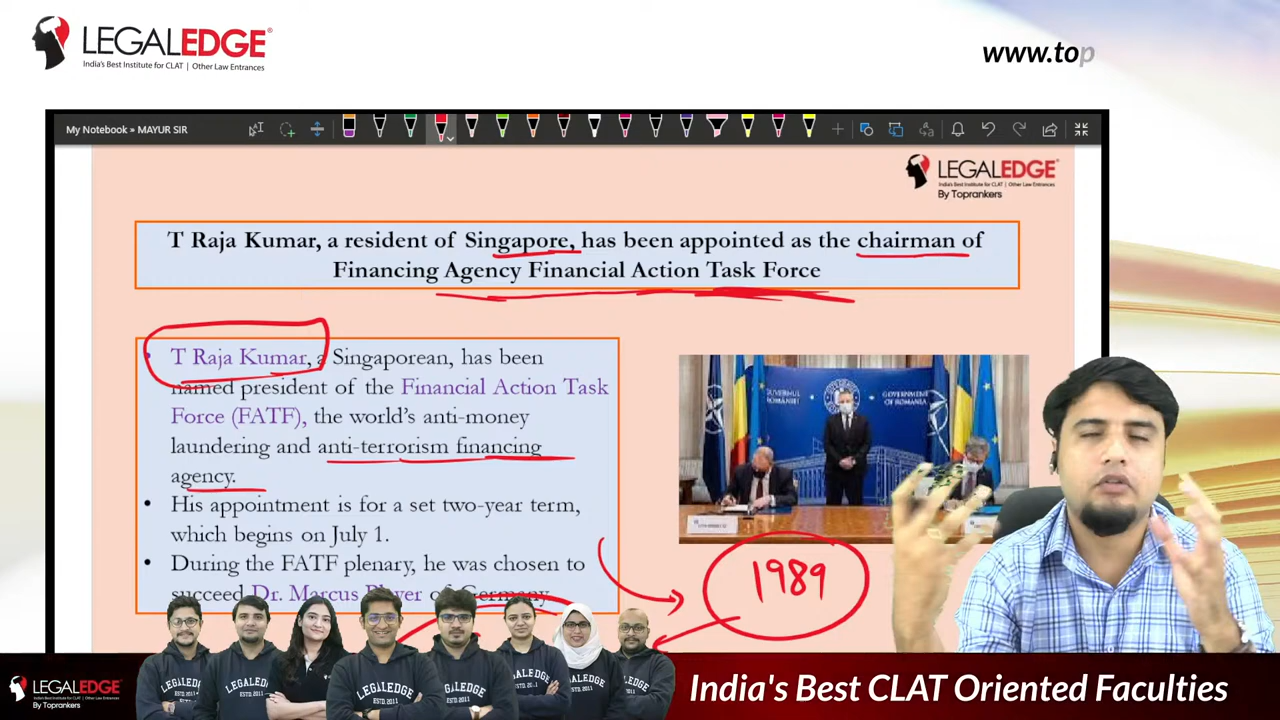 LEGALEDGE
India's Best Institute for CLAT | Other Law Entrances
www.top
My Notebook » MAYUR SIR
LEGALEDGE
India's Best Institute for CLAT | Other Law Entrances
By Toprankers
T Raja Kumar, a resident of Singapore, has been appointed as the chairman of
Financing Agency Financial Action Task Force
• T Raja Kumar, a Singaporean, has been
named president of the Financial Action Task
Force (FATF), the world's anti-money
laundering and anti-terrorism financing
agency.
• His appointment is for a set two-year term,
which begins on July 1.
• During the FATF plenary, he was chosen to
succeed Dr. Marcus of Germany
GUVERNUL
ROMÂNIEI
GOVERNMENT
OF ROMANIA
1989
LEGALEDGE
By Toprankers
LEGALEDGE
ESTD. 2011
India's Best CLAT Oriented Faculties